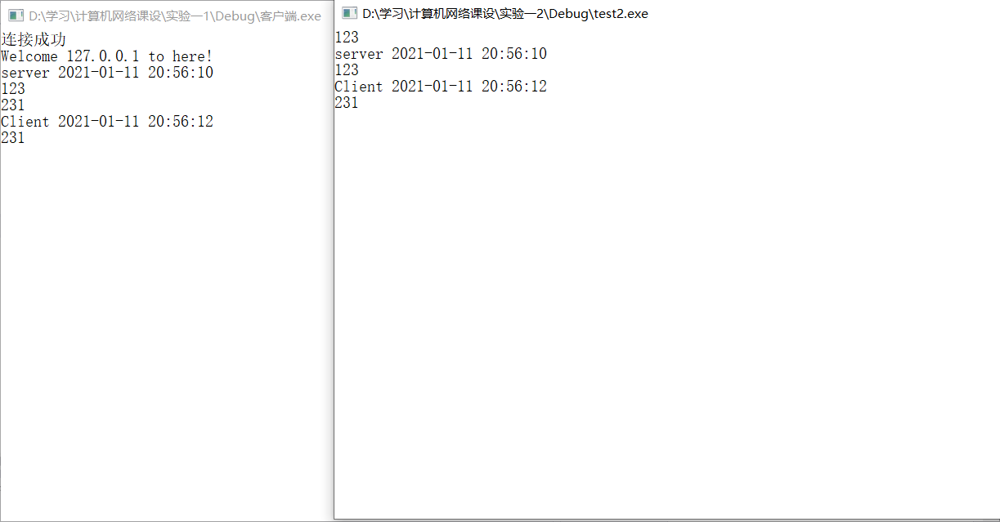 D:\学习\计算机网络课设\实验一1\Debug\客户端.exe
连接成功
Welcome 127.0.0.1 to here!
server 2021-01-11 20:56:10
123
231
Client 2021-01-11 20:56:12
231
D:\学习\计算机网络课设\实验一2\Debug\test2.exe
123
server 2021-01-11 20:56:10
123
Client 2021-01-11 20:56:12
231